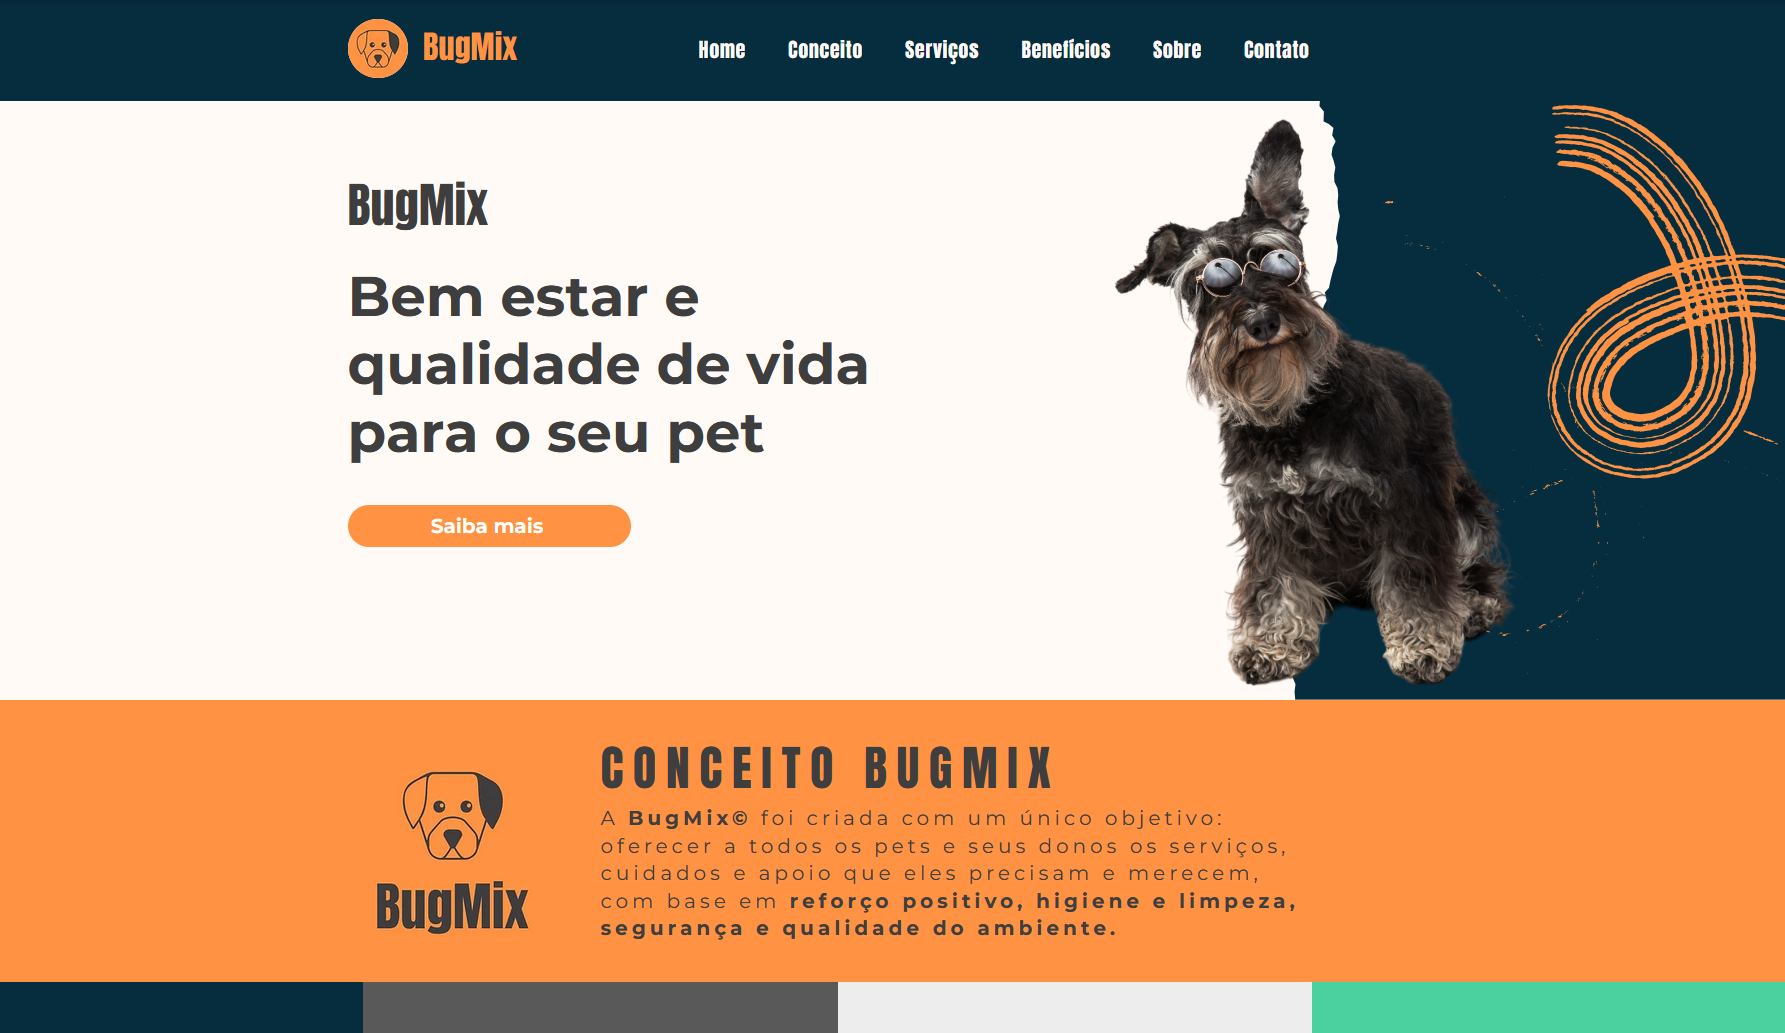 BugMix
Home Conceito Serviços Benefícios Sobre Contato
BugMix
Bem estar e
qualidade de vida
para o seu pet
Saiba mais
CONCEITO BUGMIX
A BugMix© foi criada com um único objetivo:
oferecer a todos os pets e seus donos os serviços,
cuidados e apoio que eles precisam e merecem,
com base em reforço positivo, higiene e limpeza,
segurança e qualidade do ambiente.
BugMix